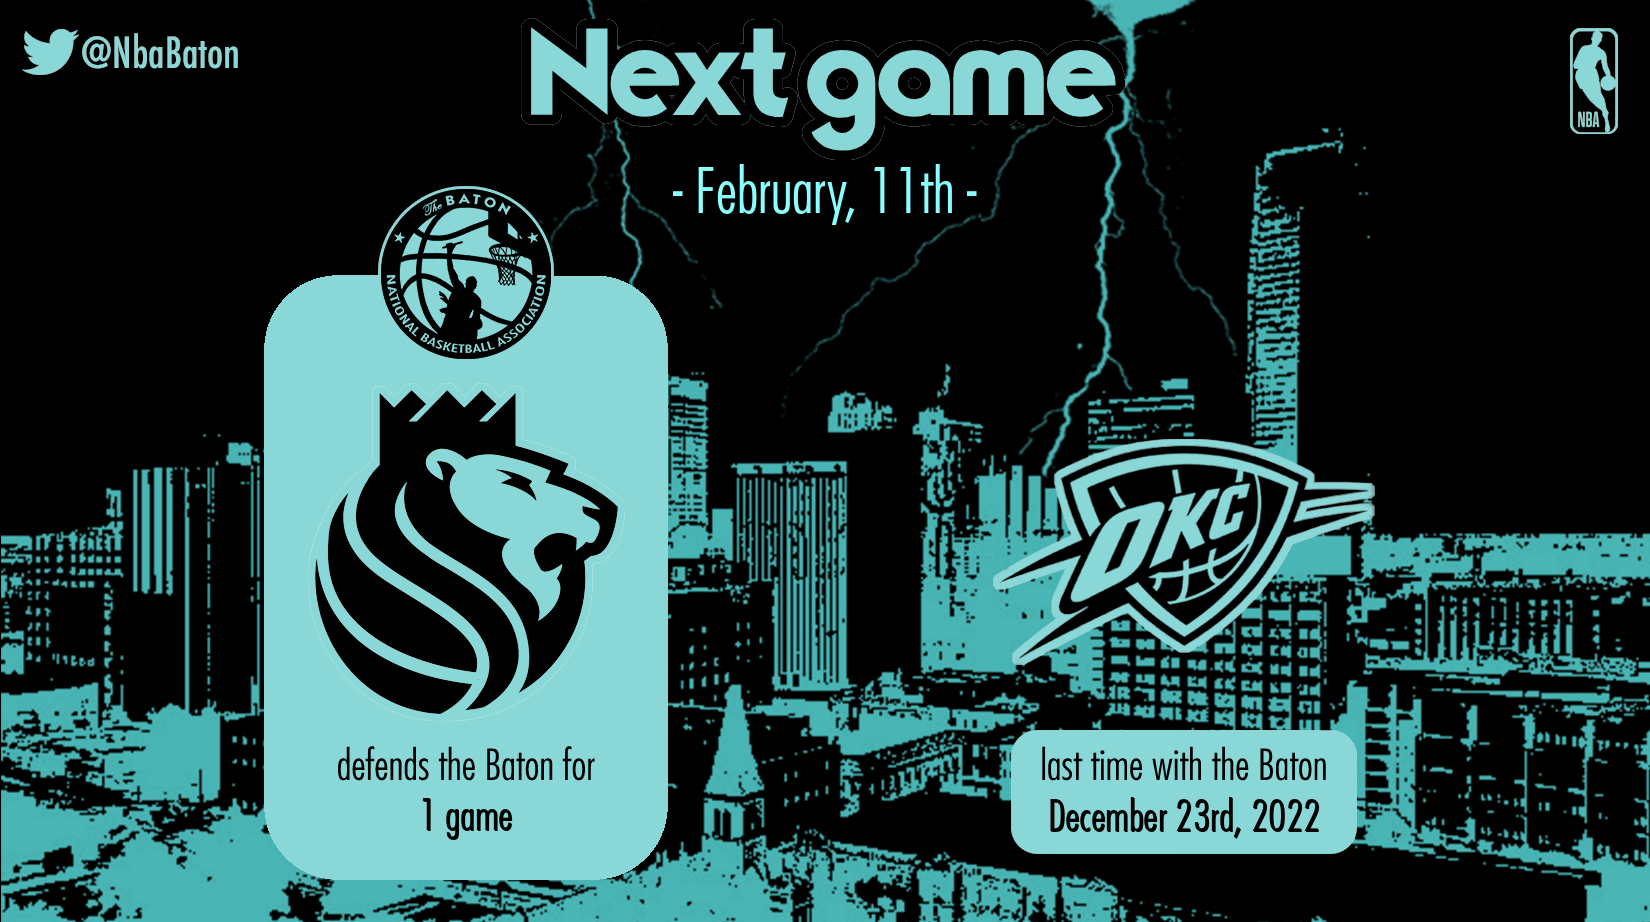 @NbaBaton
Next game
NBA
- February, 11th -
The BATON
NATIONAL BASKETBALL ASSOCIATION
OKC
defends the Baton for
1 game
last time with the Baton
December 23rd, 2022